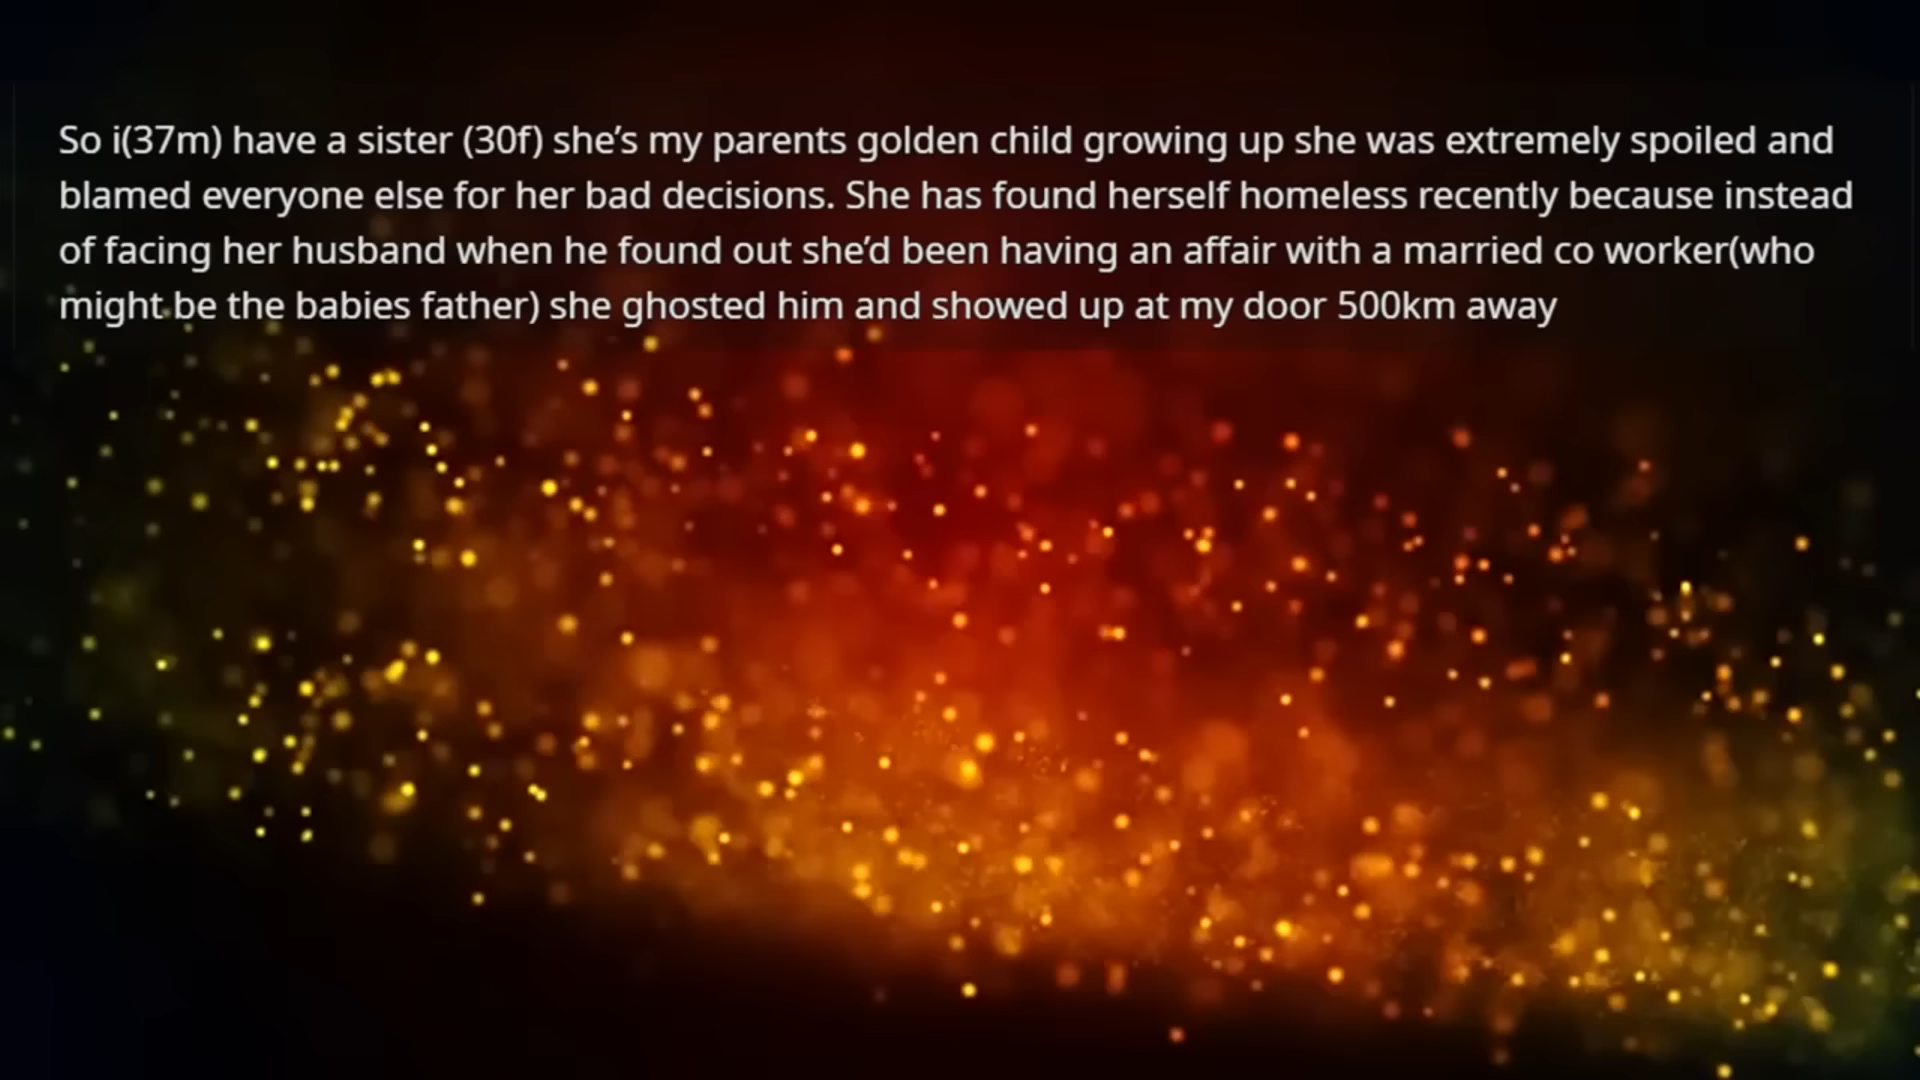 So i(37m) have a sister (30f) she’s my parents golden child growing up she was extremely spoiled and
blamed everyone else for her bad decisions. She has found herself homeless recently because instead
of facing her husband when he found out she’d been having an affair with a married co worker(who
might be the babies father) she ghosted him and showed up at my door 500km away